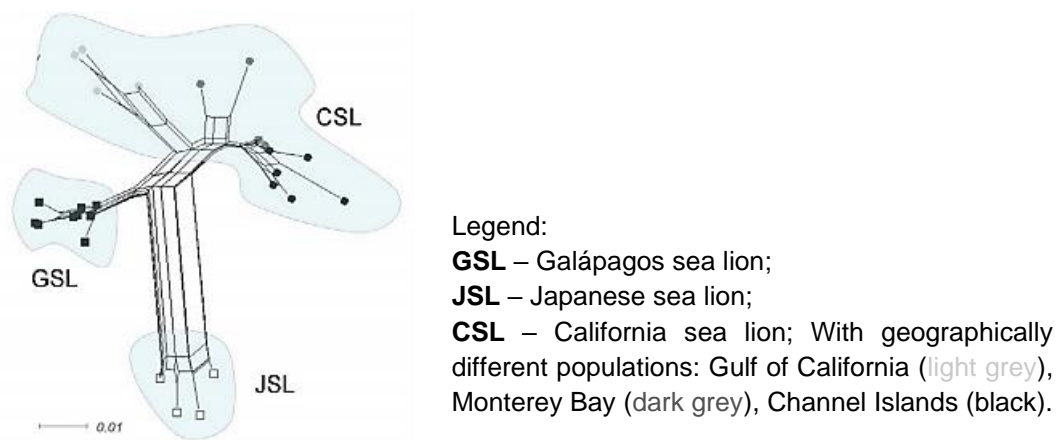 CSL
GSL
JSL
0.01
Legend:
GSL – Galápagos sea lion;
JSL – Japanese sea lion;
CSL – California sea lion; With geographically
different populations: Gulf of California (light grey),
Monterey Bay (dark grey), Channel Islands (black).